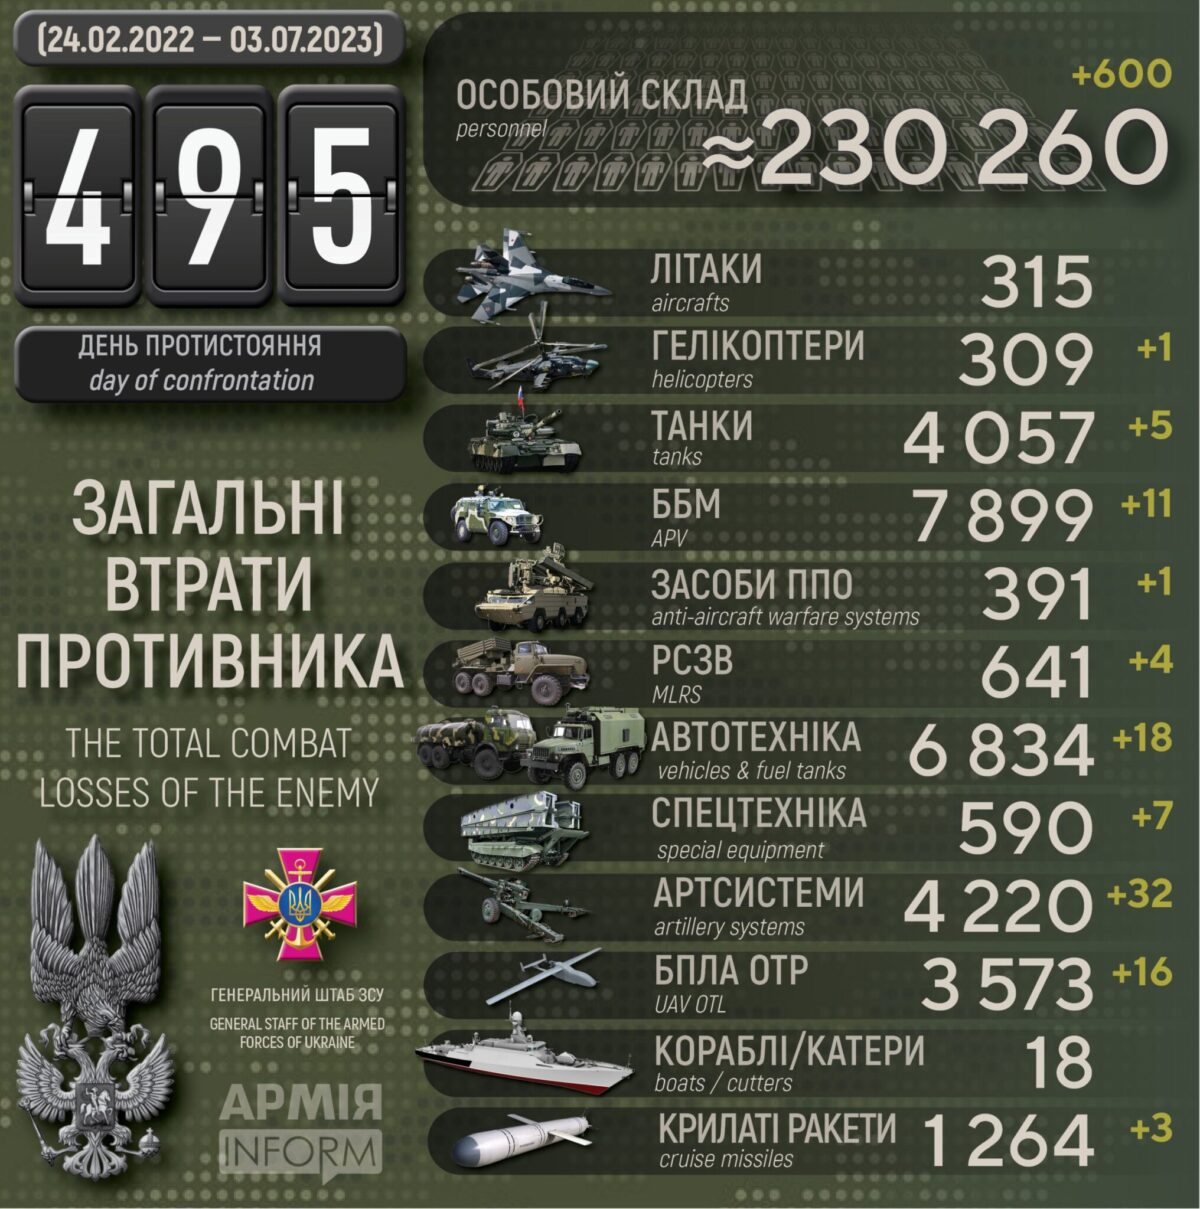 (24.02.2022 – 03.07.2023)
495
ДЕНЬ ПРОТИСТОЯННЯ
day of confrontation
ЗАГАЛЬНІ
ВТРАТИ
ПРОТИВНИКА
THE TOTAL COMBAT
LOSSES OF THE ENEMY
ГЕНЕРАЛЬНИЙ ШТАБ ЗСУ
GENERAL STAFF OF THE ARMED
FORCES OF UKRAINE
АРМІЯ
INFORM
+600
ОСОБОВИЙ СКЛАД
personnel
≈230 260
ЛІТАКИ
aircrafts
315
ГЕЛІКОПТЕРИ
helicopters
309 +1
ТАНКИ
tanks
4 057 +5
ББМ
APV
7 899 +11
ЗАСОБИ ППО
anti-aircraft warfare systems
391 +1
РСЗВ
MLRS
641 +4
АВТОТЕХНІКА
vehicles & fuel tanks
6 834 +18
СПЕЦТЕХНІКА
special equipment
590 +7
АРТСИСТЕМИ
artillery systems
4 220 +32
БПЛА ОТР
UAV OTL
3 573 +16
КОРАБЛІ/КАТЕРИ
boats / cutters
18
КРИЛАТІ РАКЕТИ
cruise missiles
1 264 +3